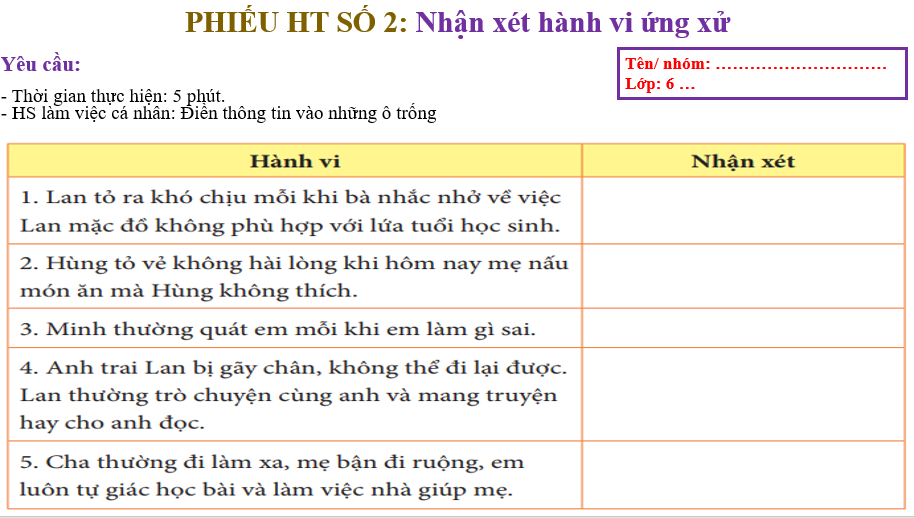 PHIẾU HT SỐ 2: Nhận xét hành vi ứng xử
Yêu cầu:
Tên/ nhóm: …………………………
Lớp: 6 …
- Thời gian thực hiện: 5 phút.
- HS làm việc cá nhân: Điền thông tin vào những ô trống
Hành vi
Nhận xét
1. Lan tỏ ra khó chịu mỗi khi bà nhắc nhở về việc
Lan mặc đồ không phù hợp với lứa tuổi học sinh.
2. Hùng tỏ vẻ không hài lòng khi hôm nay mẹ nấu
món ăn mà Hùng không thích.
3. Minh thường quát em mỗi khi em làm gì sai.
4. Anh trai Lan bị gãy chân, không thể đi lại được.
Lan thường trò chuyện cùng anh và mang truyện
hay cho anh đọc.
5. Cha thường đi làm xa, mẹ bận đi ruộng, em
luôn tự giác học bài và làm việc nhà giúp mẹ.